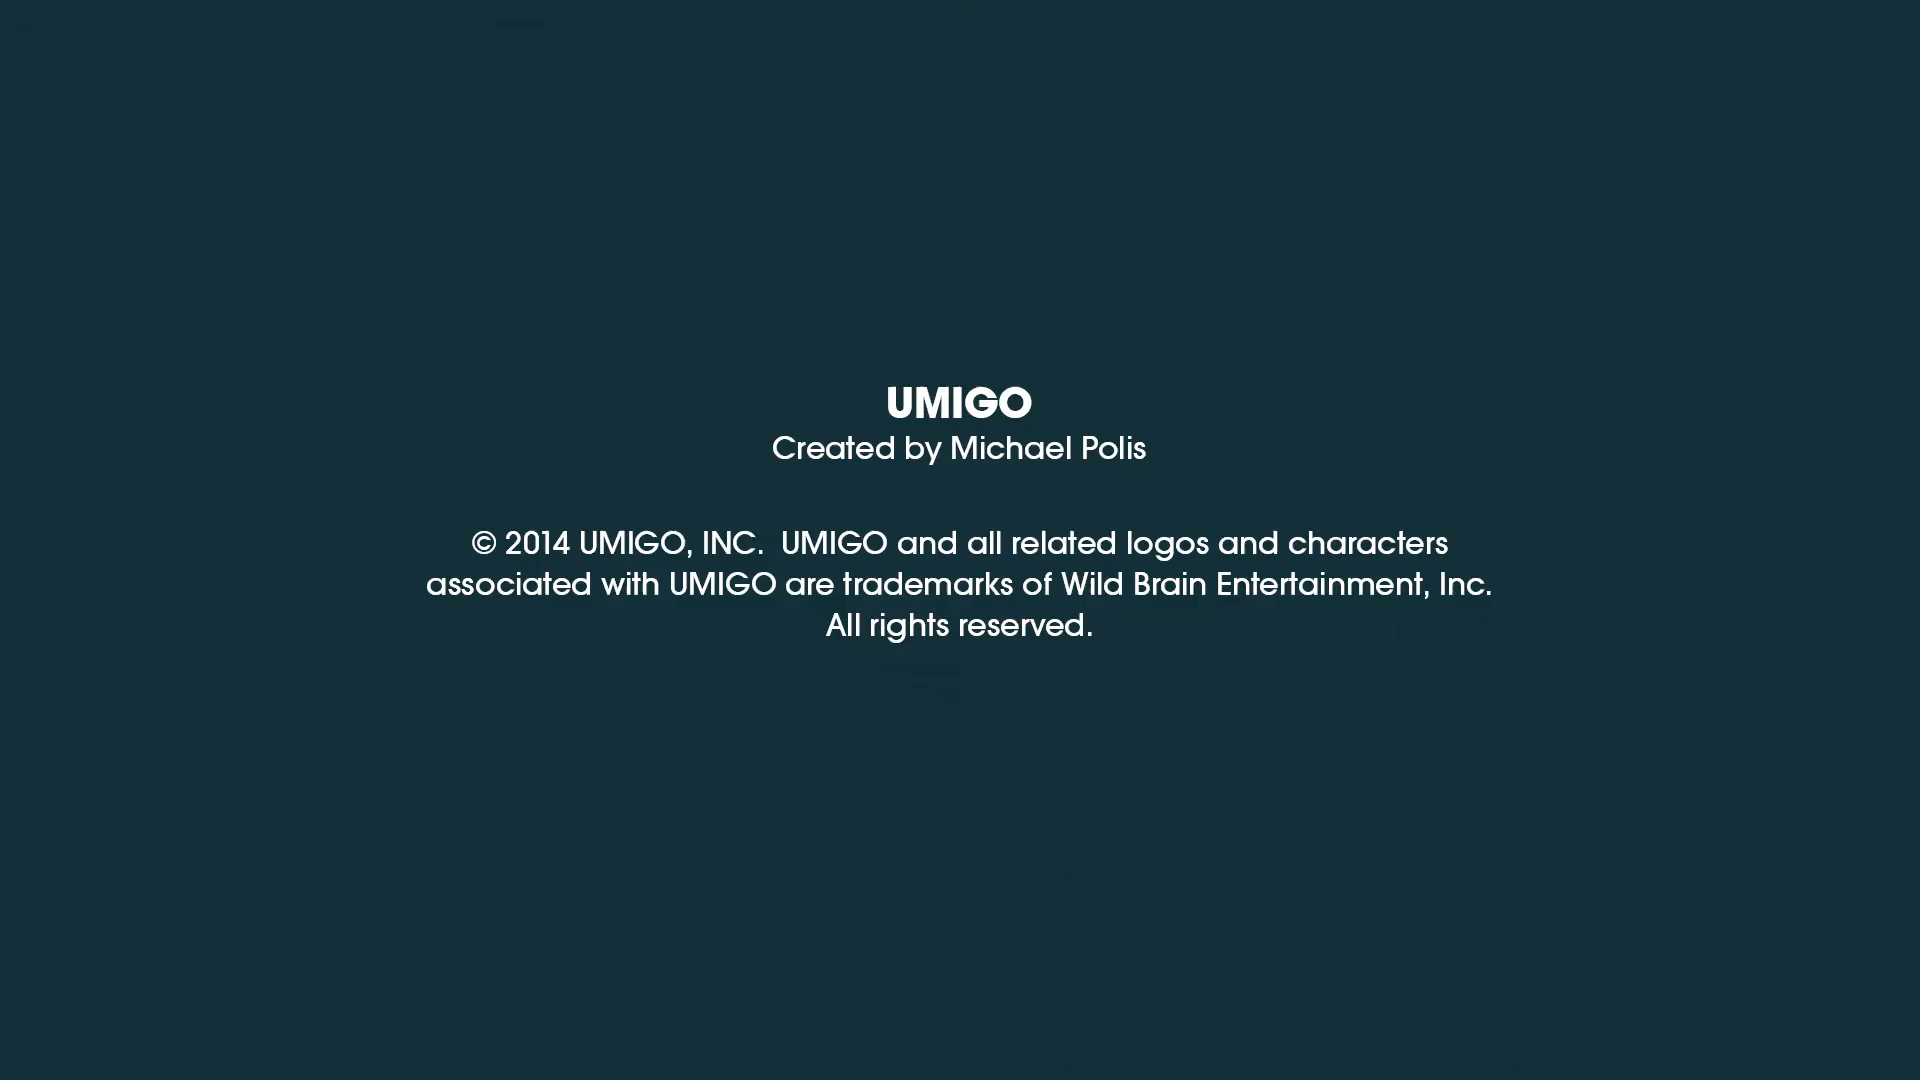 UMIGO
Created by Michael Polis
© 2014 UMIGO, INC.  UMIGO and all related logos and characters
associated with UMIGO are trademarks of Wild Brain Entertainment, Inc.
All rights reserved.